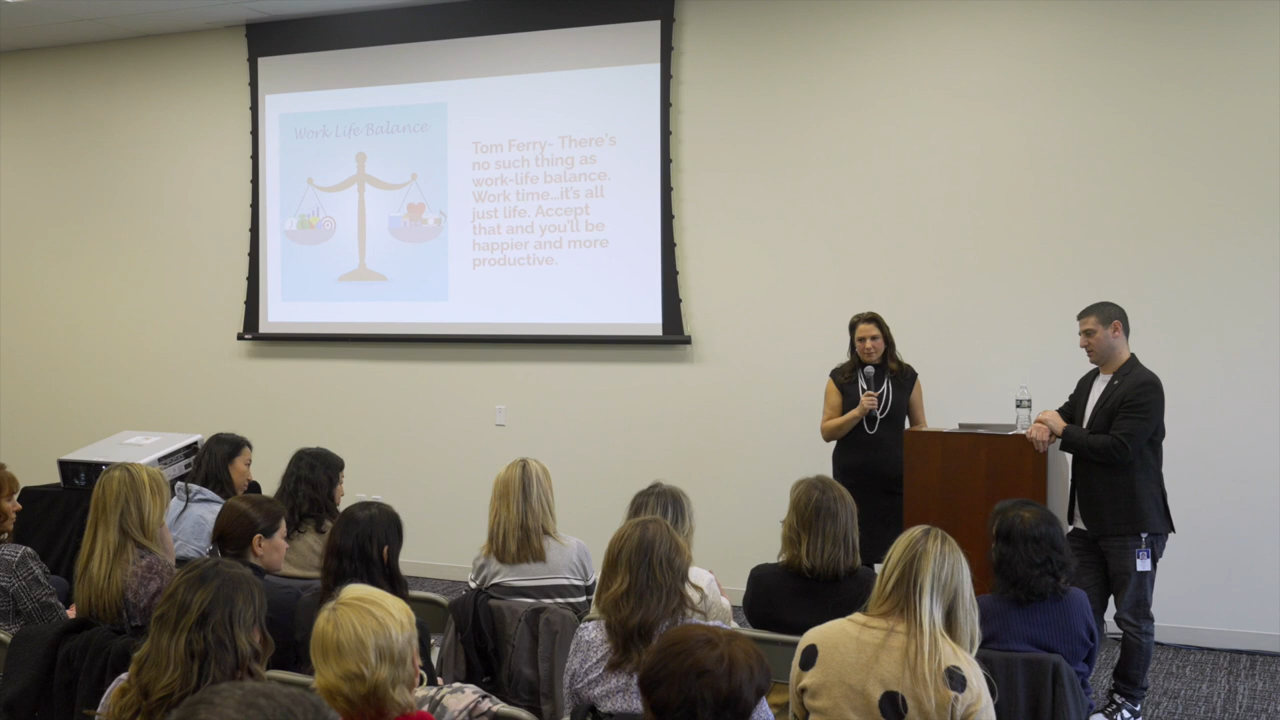 Work Life Balance
Tom Ferry- There's
no such thing as
work-life balance.
Work time...it's all
just life. Accept
that and you'll be
happier and more
productive.